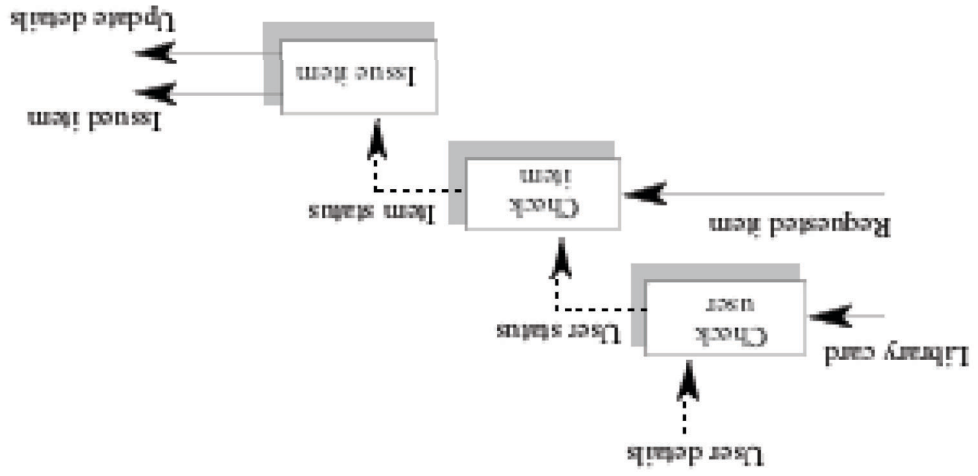 User details
Library card
Check
user
User status
Requested item
Check
item
Item status
Issue item
Issued item
Update details